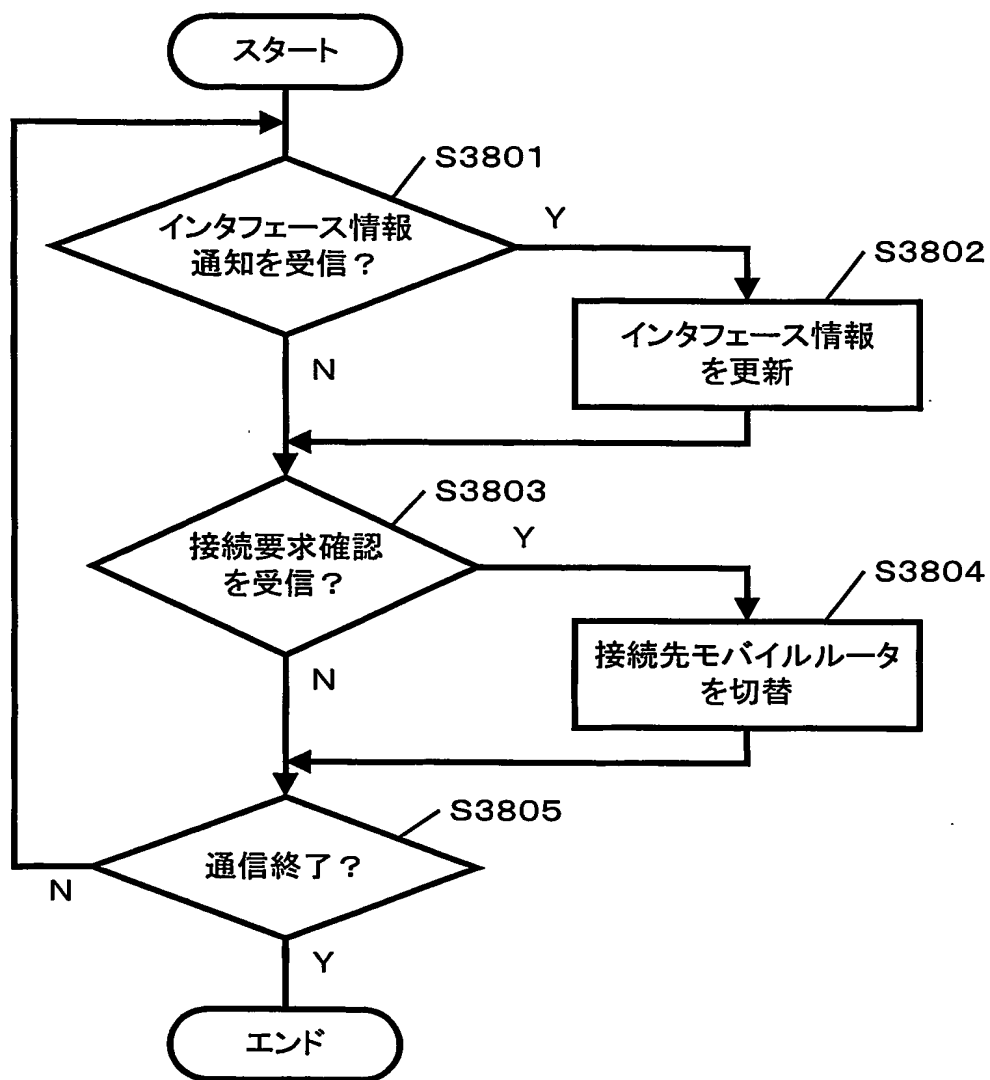 スタート
S3801
インタフェース情報
通知を受信？
Y
S3802
インタフェース情報
を更新
N
S3803
接続要求確認
を受信？
Y
S3804
接続先モバイルルータ
を切替
N
S3805
通信終了？
N
Y
エンド